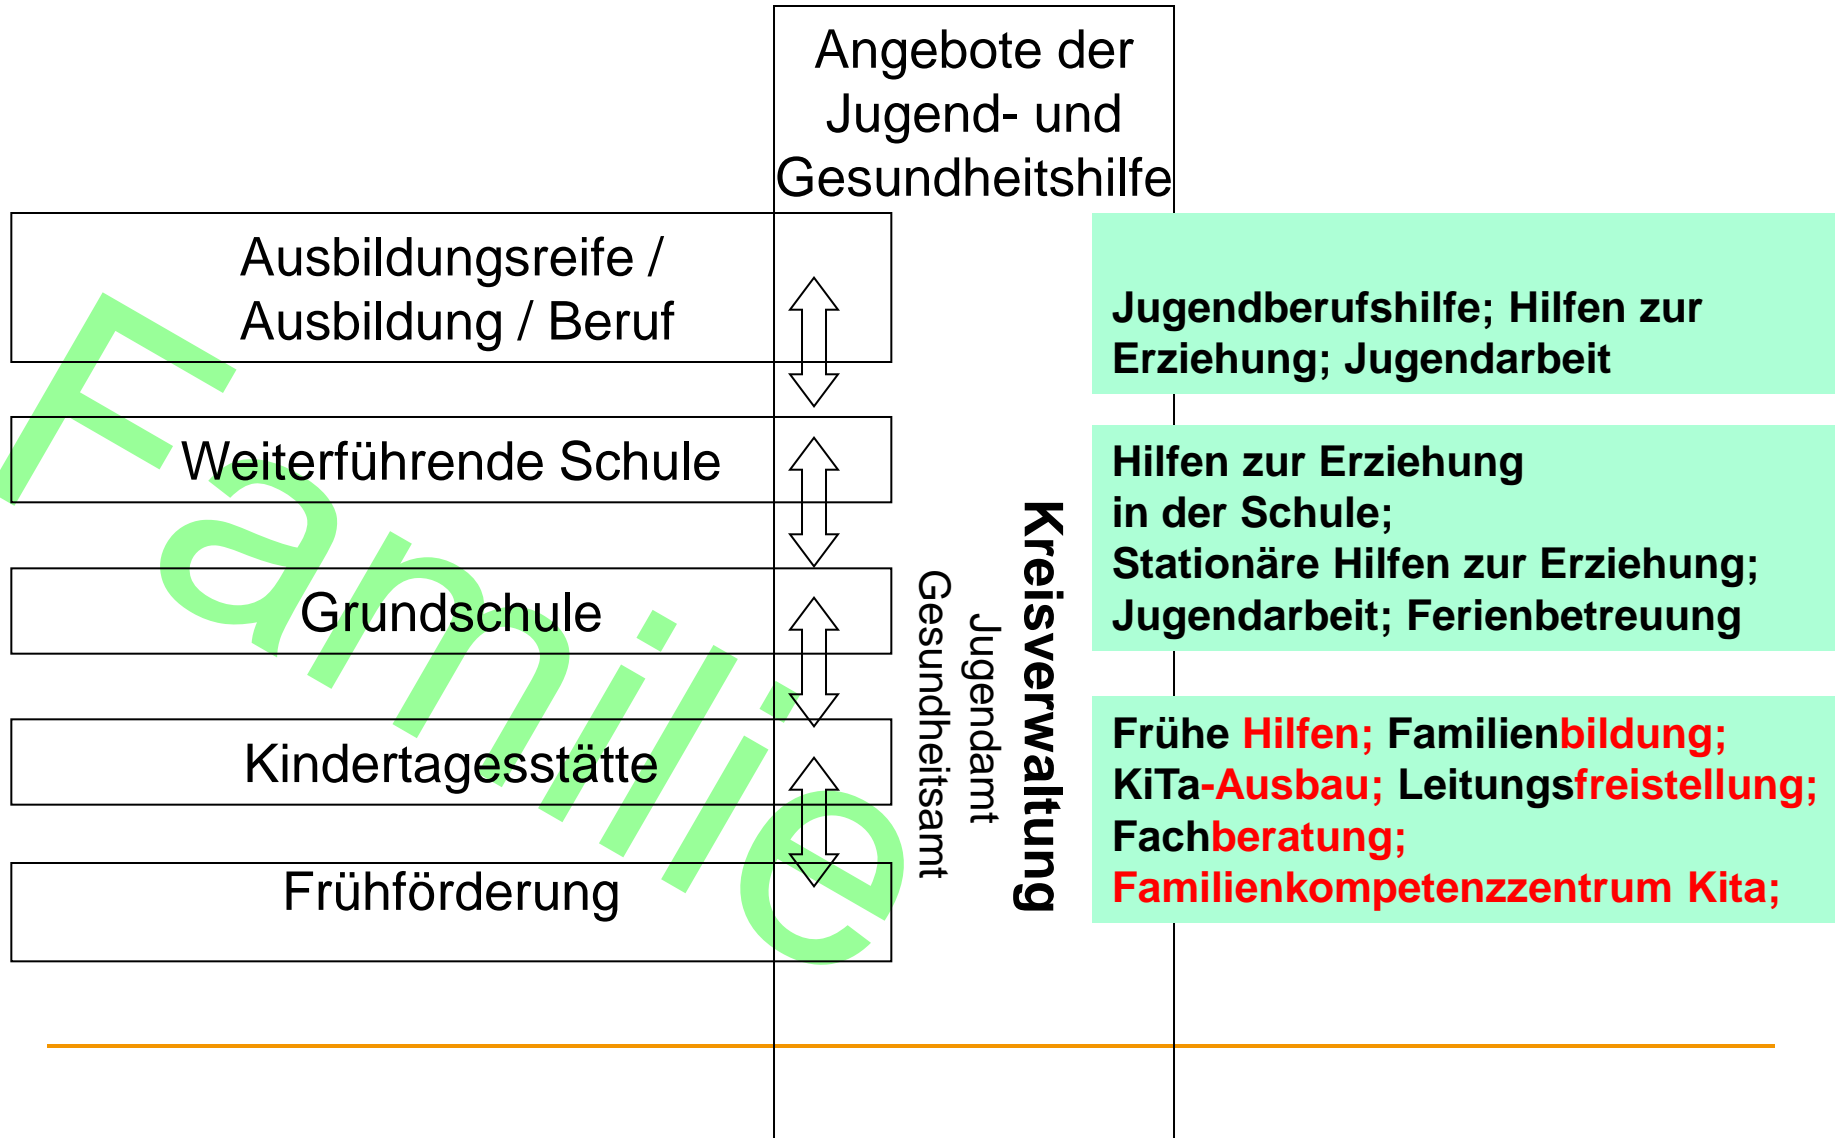 Angebote der
Jugend- und
Gesundheitshilfe
Ausbildungsreife /
Ausbildung / Beruf
Weiterführende Schule
Grundschule
Kindertagesstätte
Frühförderung
Familie
Kreisverwaltung
Jugendamt
Gesundheitsamt
Jugendberufshilfe; Hilfen zur
Erziehung; Jugendarbeit
Hilfen zur Erziehung
in der Schule;
Stationäre Hilfen zur Erziehung;
Jugendarbeit; Ferienbetreuung
Frühe Hilfen; Familienbildung;
KiTa-Ausbau; Leitungsfreistellung;
Fachberatung;
Familienkompetenzzentrum Kita;